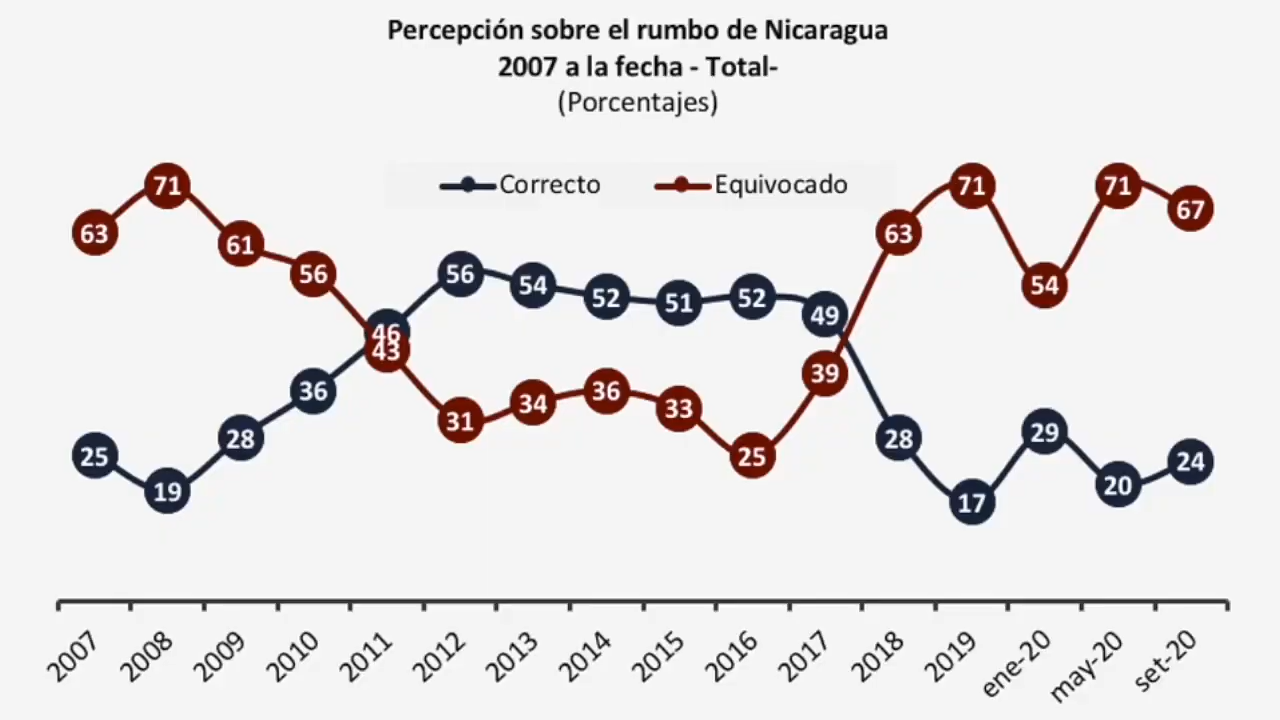 Percepción sobre el rumbo de Nicaragua
2007 a la fecha - Total-
(Porcentajes)
Correcto Equivocado
63 71 61 56 43 31 34 36 33 25 39 63 71 54 71 67
25 19 28 36 46 56 54 52 51 52 49 28 17 29 20 24
2007 2008 2009 2010 2011 2012 2013 2014 2015 2016 2017 2018 2019 ene-20 may-20 set-20